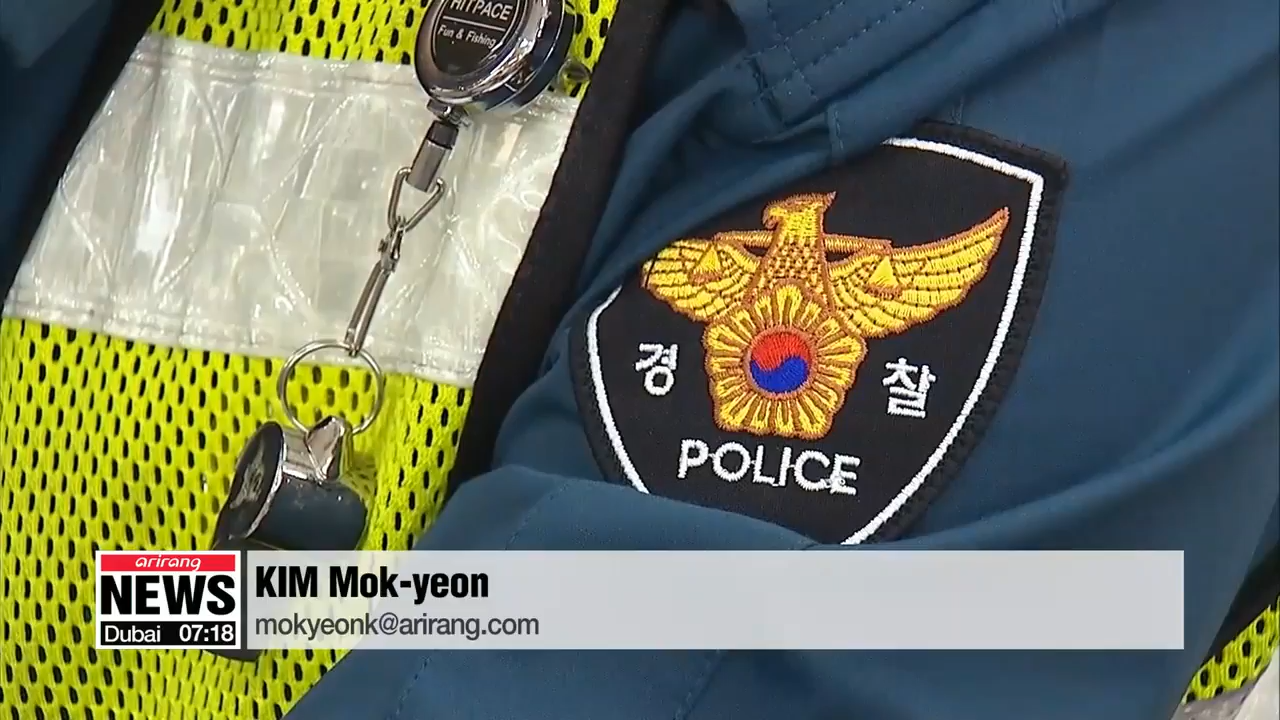 HITPACE
Fun & Fishing
경 찰
POLICE
arirang
NEWS
Dubai 07:18
KIM Mok-yeon
mokyeonk@arirang.com